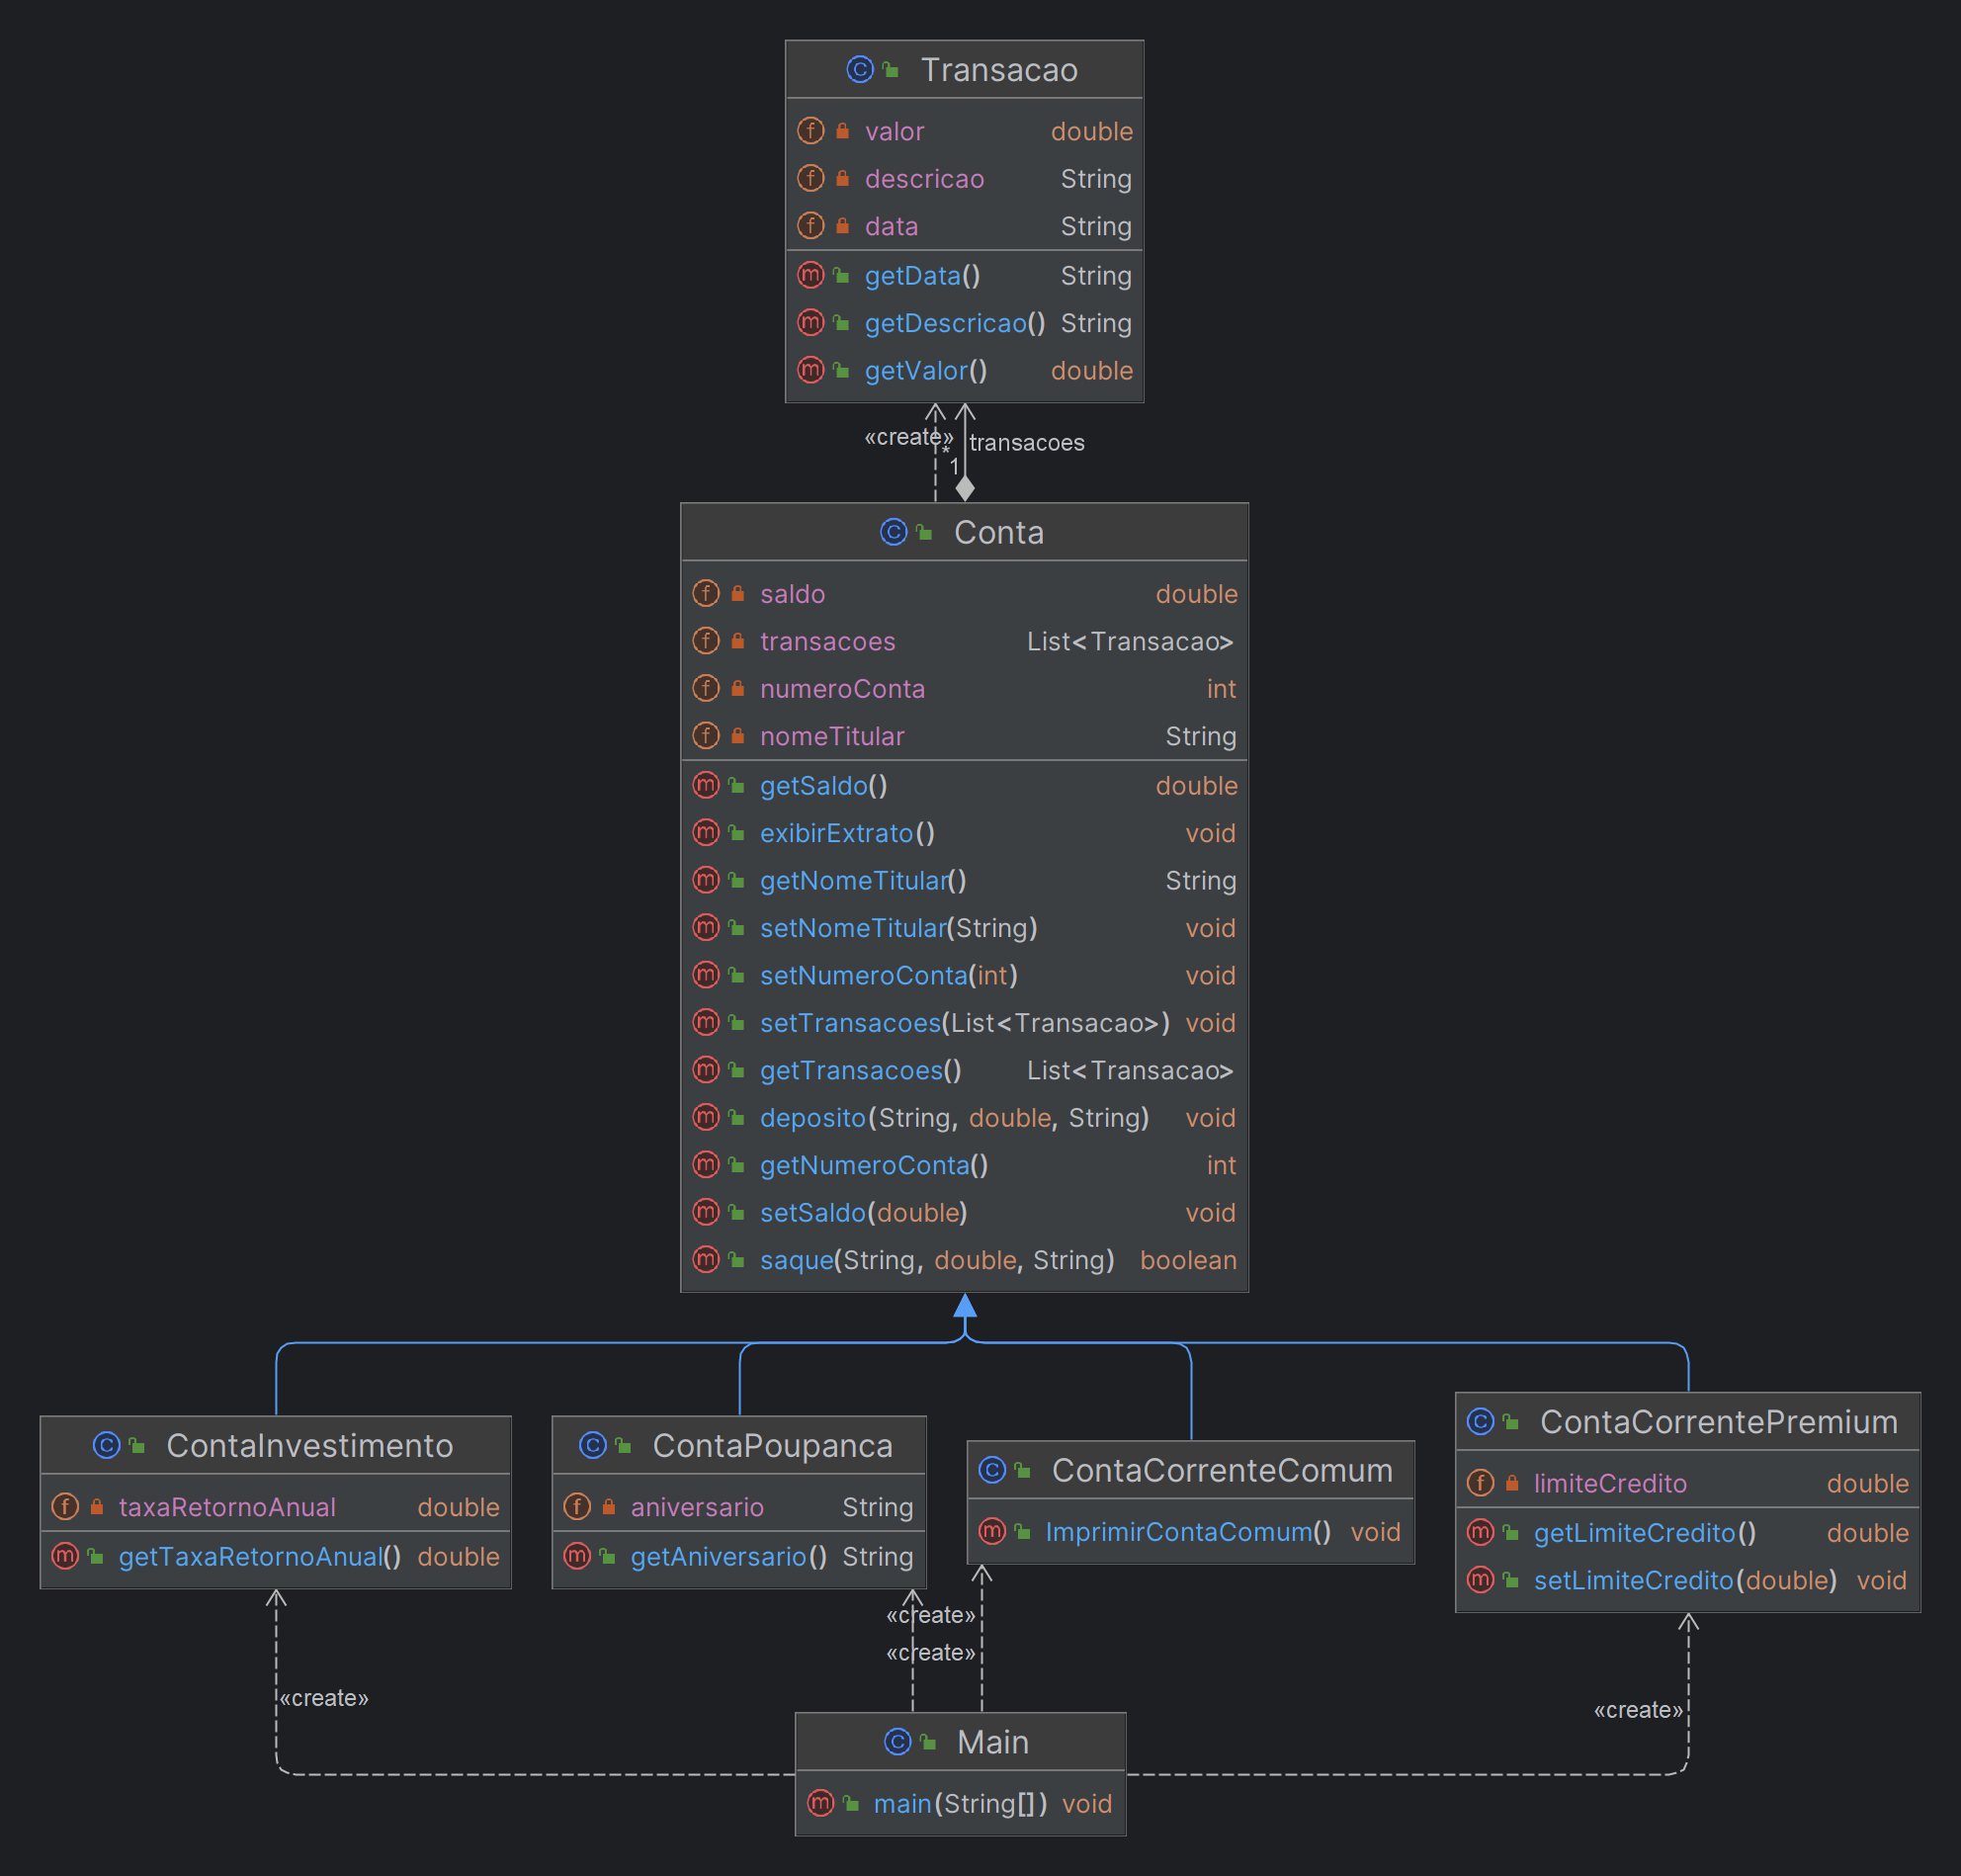 Transacao
valor double
descricao String
data String
getData() String
getDescricao() String
getValor() double
«create»
transacoes
*
1
Conta
saldo double
transacoes List<Transacao>
numeroConta int
nomeTitular String
getSaldo() double
exibirExtrato() void
getNomeTitular() String
setNomeTitular(String) void
setNumeroConta(int) void
setTransacoes(List<Transacao>) void
getTransacoes() List<Transacao>
deposito(String, double, String) void
getNumeroConta() int
setSaldo(double) void
saque(String, double, String) boolean
ContaInvestimento
taxaRetornoAnual double
getTaxaRetornoAnual() double
ContaPoupanca
aniversario String
getAniversario() String
ContaCorrenteComum
ImprimirContaComum() void
ContaCorrentePremium
limiteCredito double
getLimiteCredito() double
setLimiteCredito(double) void
«create»
«create»
«create»
«create»
Main
main(String[]) void